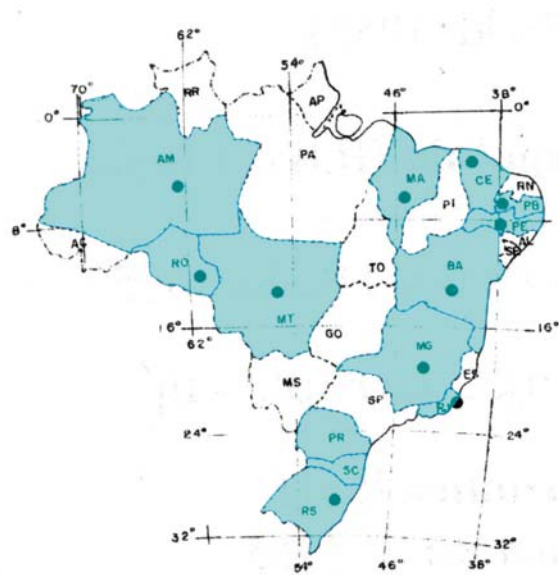 62°
54°
70
46°
38°
0°
0°
RR
AP
AM
PA
MA
CE
RN
PI
PB
PE
AL
SE
8°
AC
RO
TO
BA
MT
GO
16°
62°
16°
MG
MS
ES
SP
RJ
24°
PR
24°
SC
RS
32°
32°
54°
46°
38°